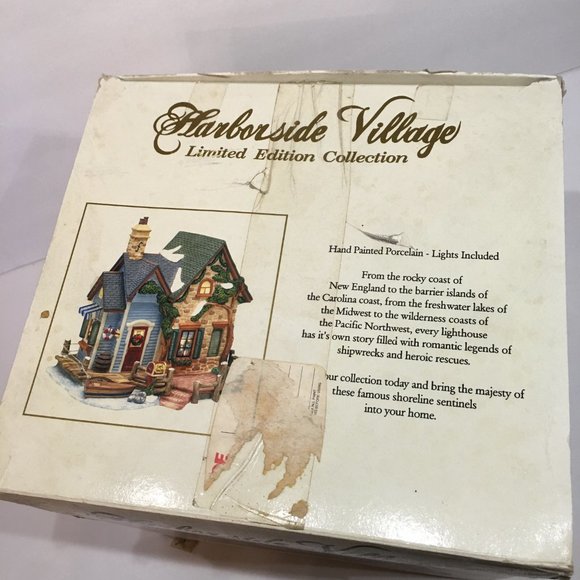 Harborside Village
Limited Edition Collection
Hand Painted Porcelain - Lights Included
From the rocky coast of
New England to the barrier islands of
the Carolina coast, from the freshwater lakes of
the Midwest to the wilderness coasts of
the Pacific Northwest, every lighthouse
has it's own story filled with romantic legends of
shipwrecks and heroic rescues.
our collection today and bring the majesty of
these famous shoreline sentinels
into your home.